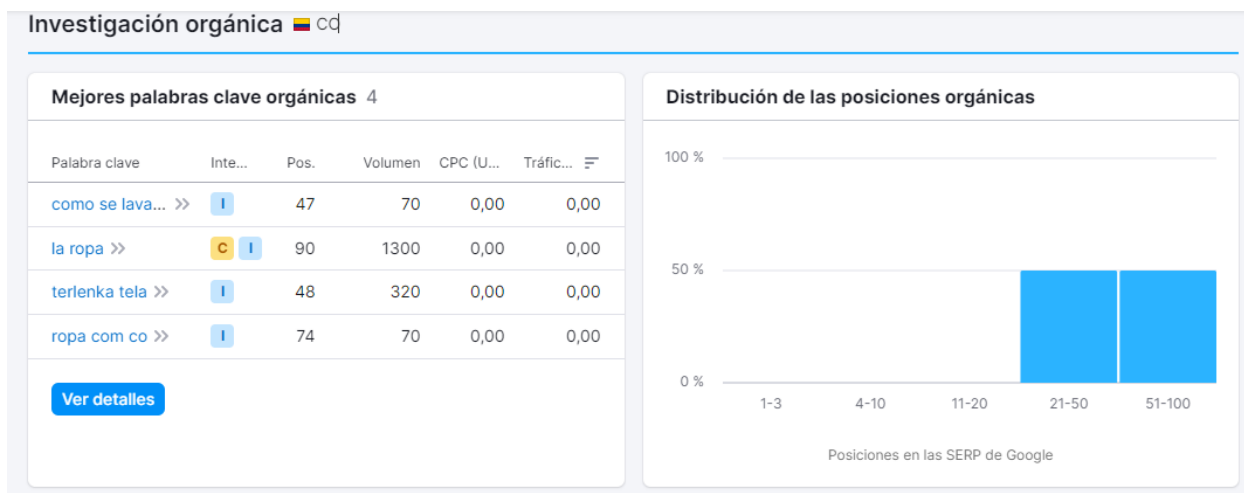 Investigación orgánica CO
Mejores palabras clave orgánicas 4
Palabra clave Inte... Pos. Volumen CPC (U... Tráfic...
como se lava... I 47 70 0,00 0,00
la ropa C I 90 1300 0,00 0,00
terlenka tela I 48 320 0,00 0,00
ropa com co I 74 70 0,00 0,00
Ver detalles
Distribución de las posiciones orgánicas
100 %
50 %
0 %
1-3 4-10 11-20 21-50 51-100
Posiciones en las SERP de Google